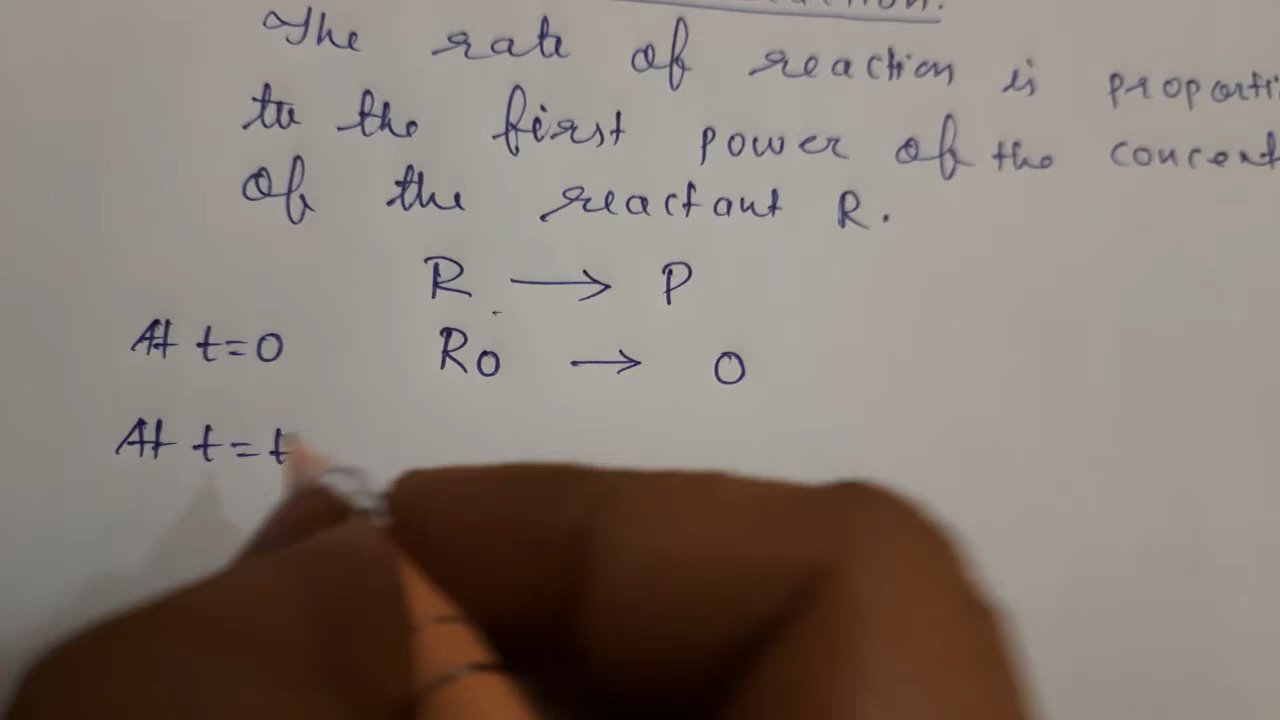 The rate of reaction is proporti
to the first power of the concent
of the reactant R.
R → P
At t=0 Ro → 0
At t=t